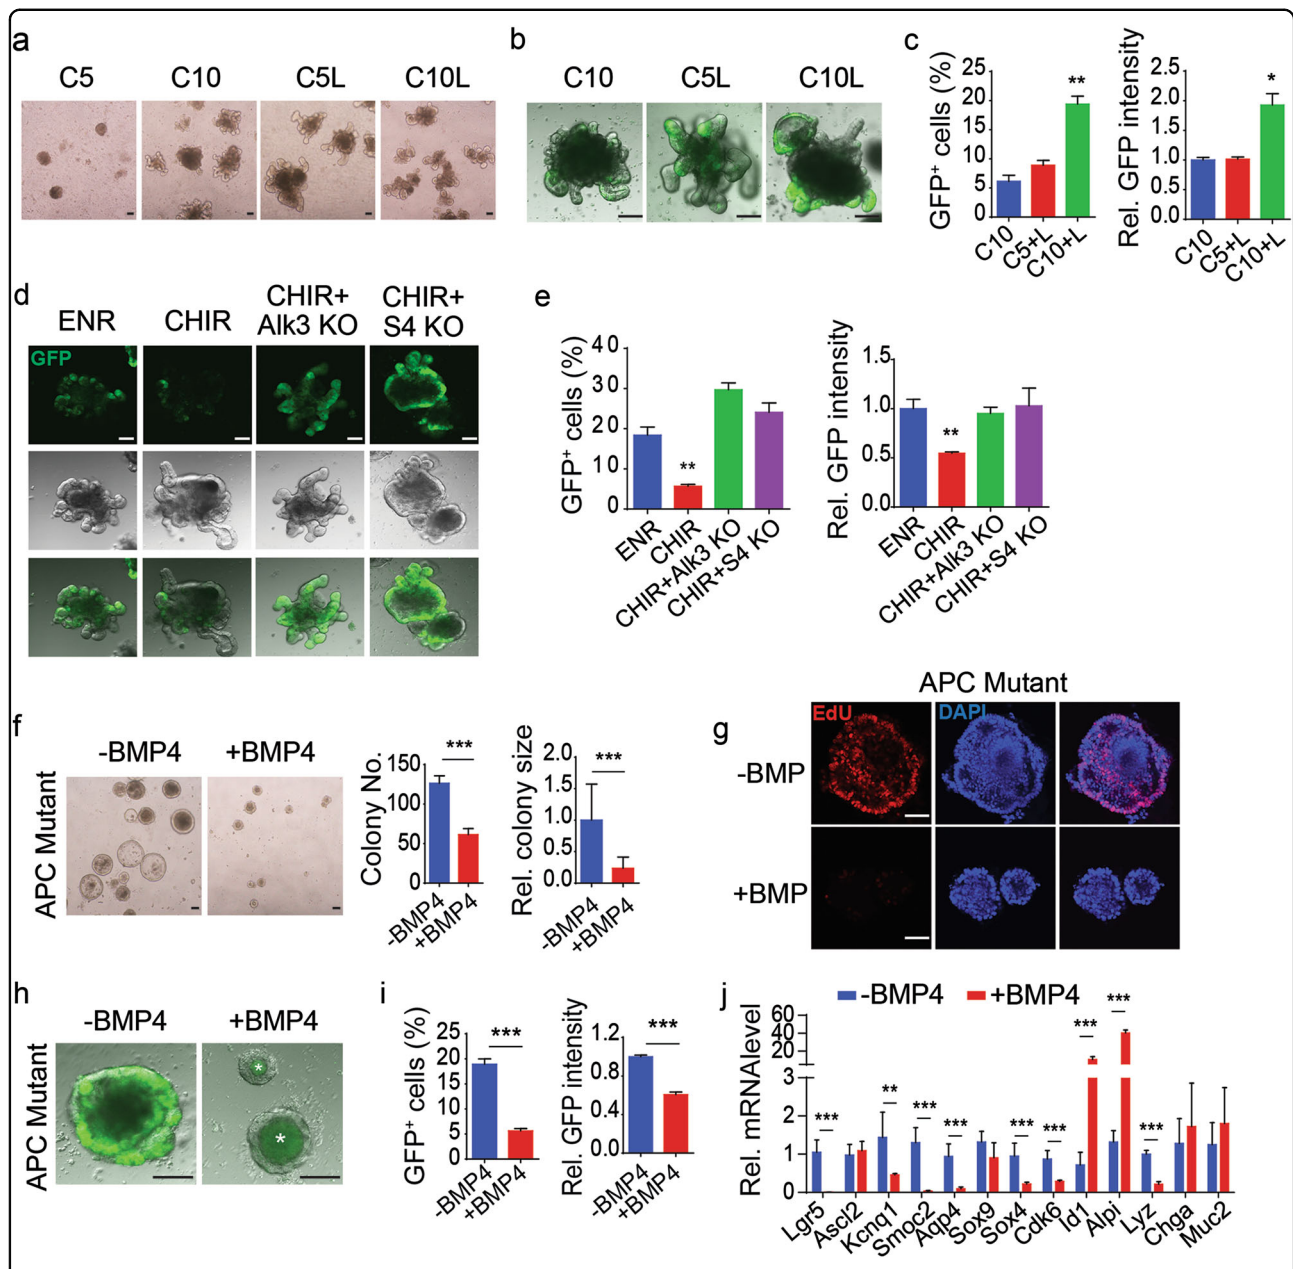 a
C5 C10 C5L C10L
b
C10 C5L C10L
c
GFP+ cells (%)
25
20
15
10
5
0
**
C10
C5+L
C10+L
Rel. GFP intensity
2.5
2.0
1.5
1.0
0.5
0.0
*
C10
C5+L
C10+L
d
ENR CHIR CHIR+ Alk3 KO CHIR+ S4 KO
GFP
e
GFP+ cells (%)
40
30
20
10
0
**
ENR
CHIR
CHIR+Alk3 KO
CHIR+S4 KO
Rel. GFP intensity
1.5
1.0
0.5
0.0
**
ENR
CHIR
CHIR+Alk3 KO
CHIR+S4 KO
f
-BMP4 +BMP4
APC Mutant
Colony No.
150
100
50
0
***
-BMP4
+BMP4
Rel. colony size
2.0
1.5
1.0
0.5
0.0
***
-BMP4
+BMP4
g
APC Mutant
EdU DAPI
-BMP
+BMP
h
-BMP4 +BMP4
APC Mutant
*
*
i
GFP+ cells (%)
25
20
15
10
5
0
***
-BMP4
+BMP4
Rel. GFP intensity
1.2
0.8
0.4
0.0
***
-BMP4
+BMP4
j
-BMP4 +BMP4
Rel. mRNAlevel
60
40
20
3
2
1
0
*** ** *** *** *** *** *** *** ***
Lgr5
Ascl2
Kcnq1
Smoc2
Aqp4
Sox9
Sox4
Cdk6
Id1
Alpi
Lyz
Chga
Muc2